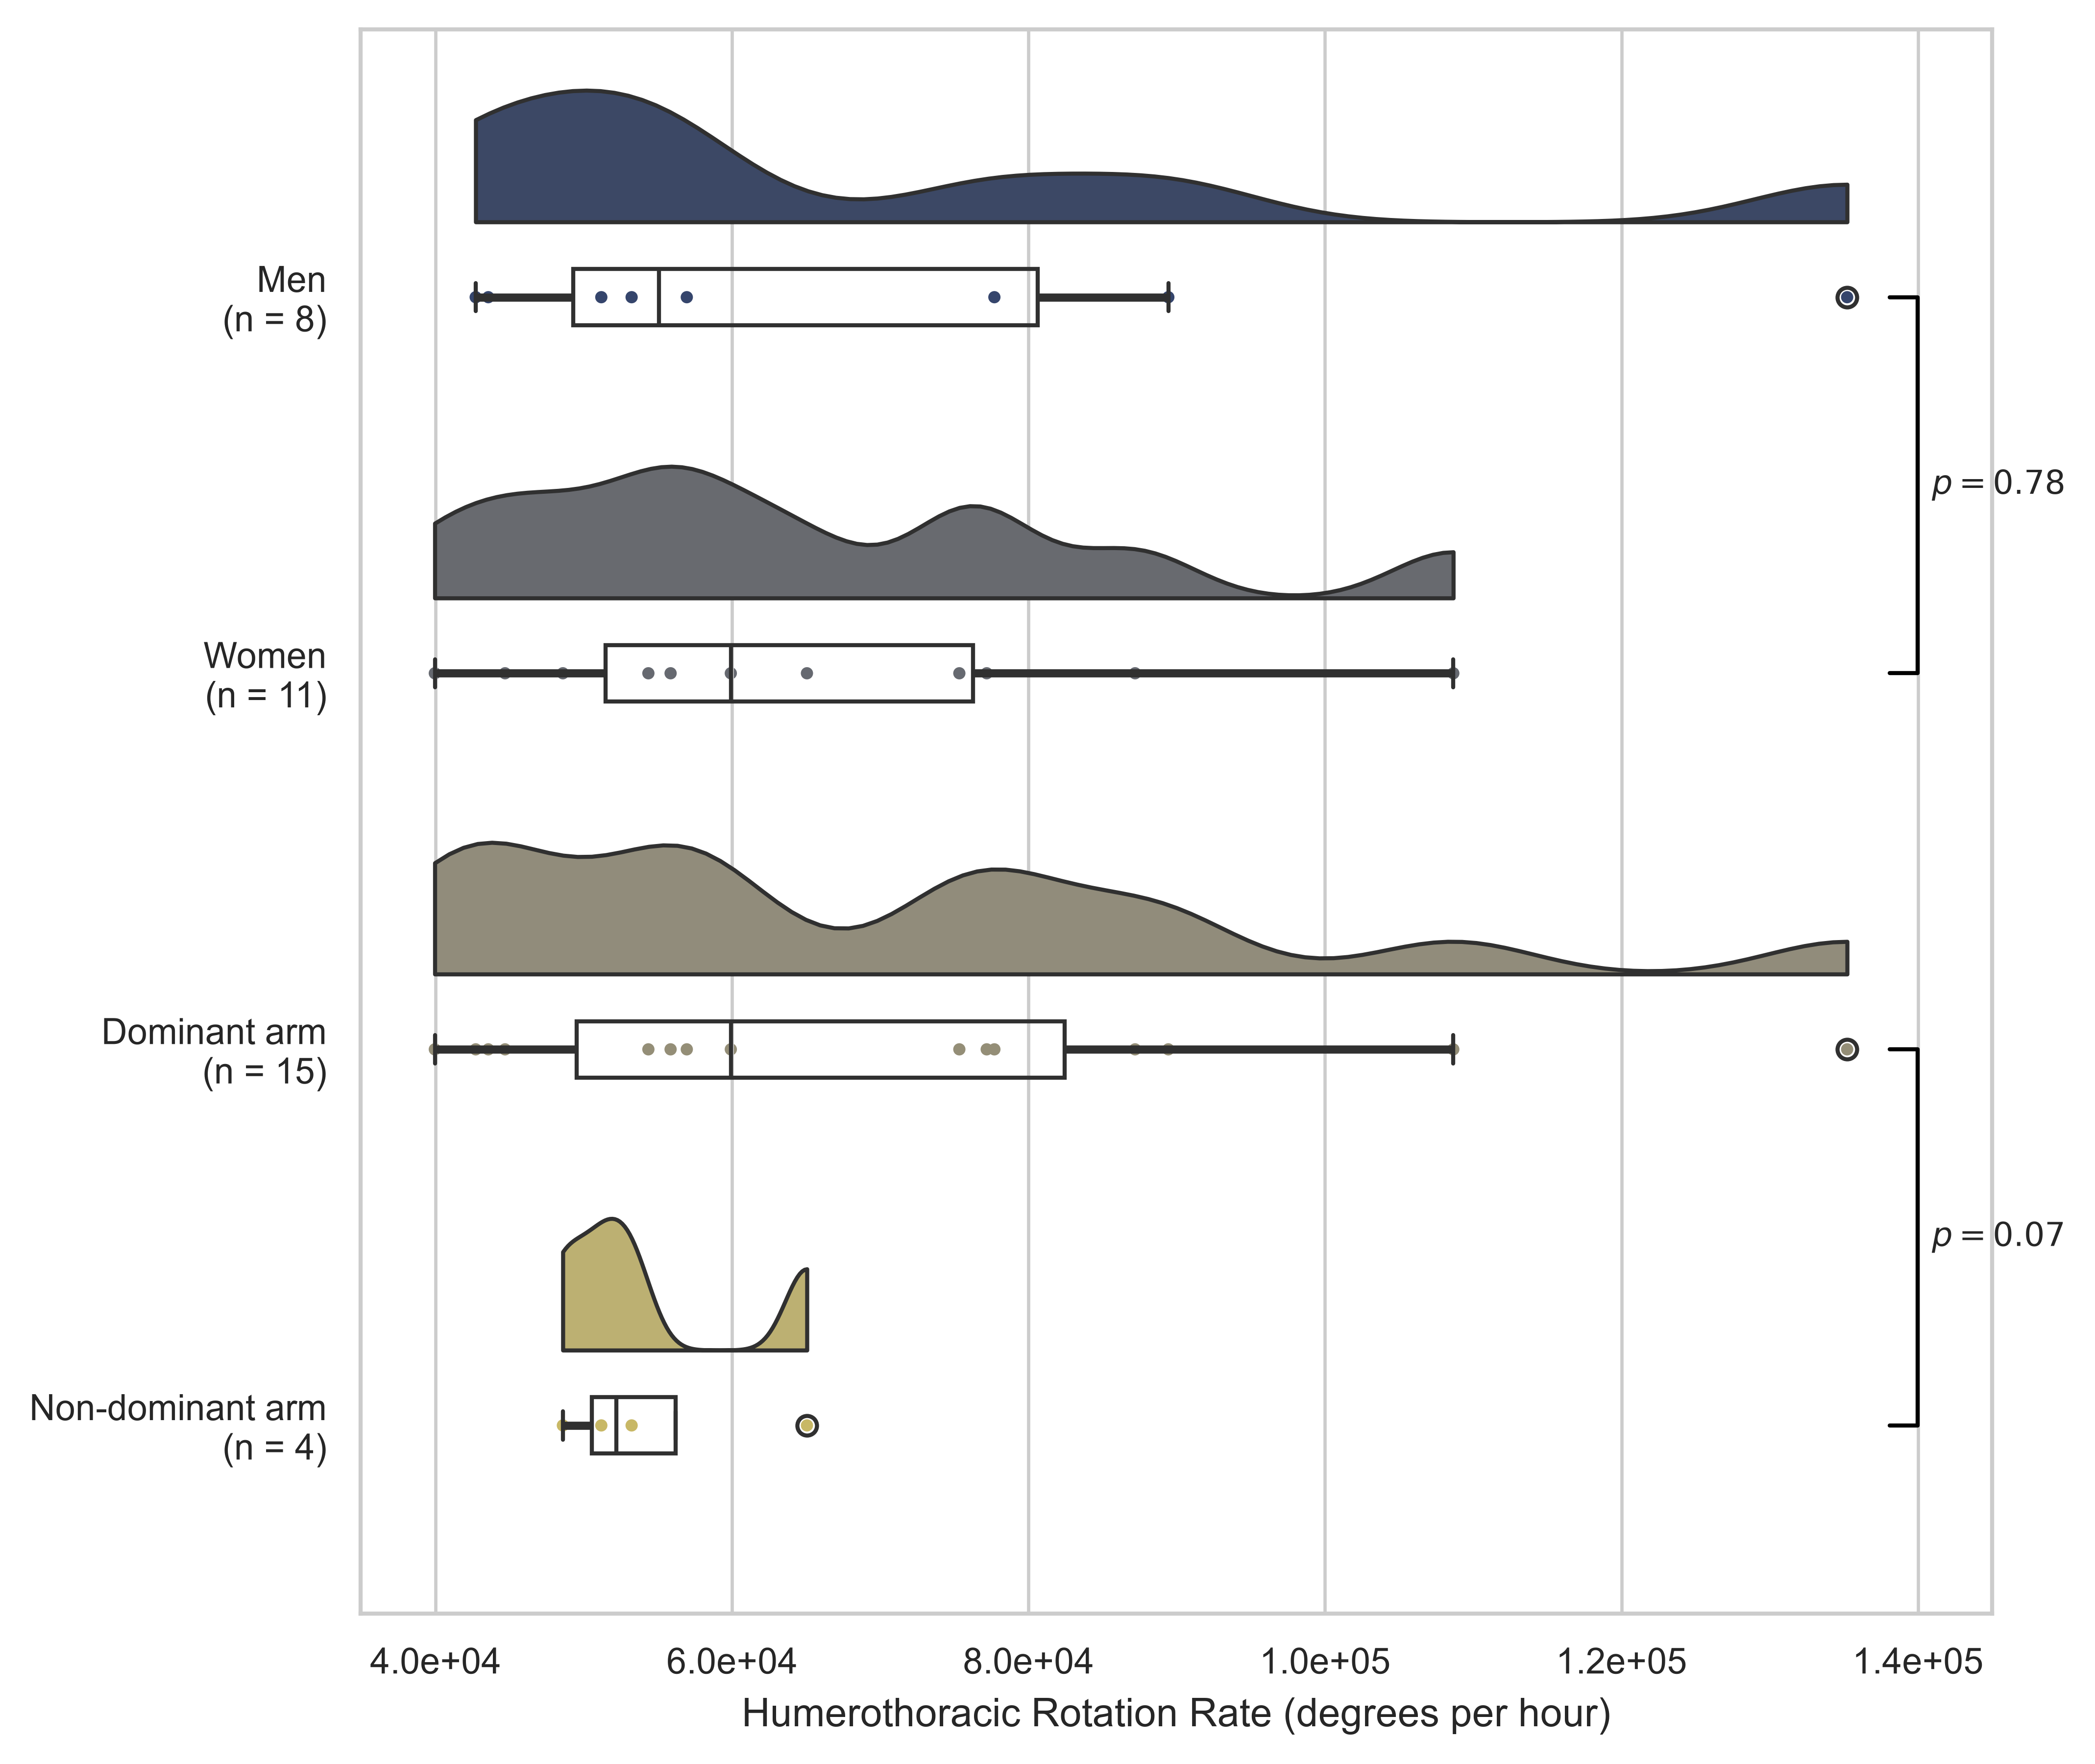 Men
(n = 8)
p = 0.78
Women
(n = 11)
Dominant arm
(n = 15)
p = 0.07
Non-dominant arm
(n = 4)
4.0e+04 6.0e+04 8.0e+04 1.0e+05 1.2e+05 1.4e+05
Humerothoracic Rotation Rate (degrees per hour)